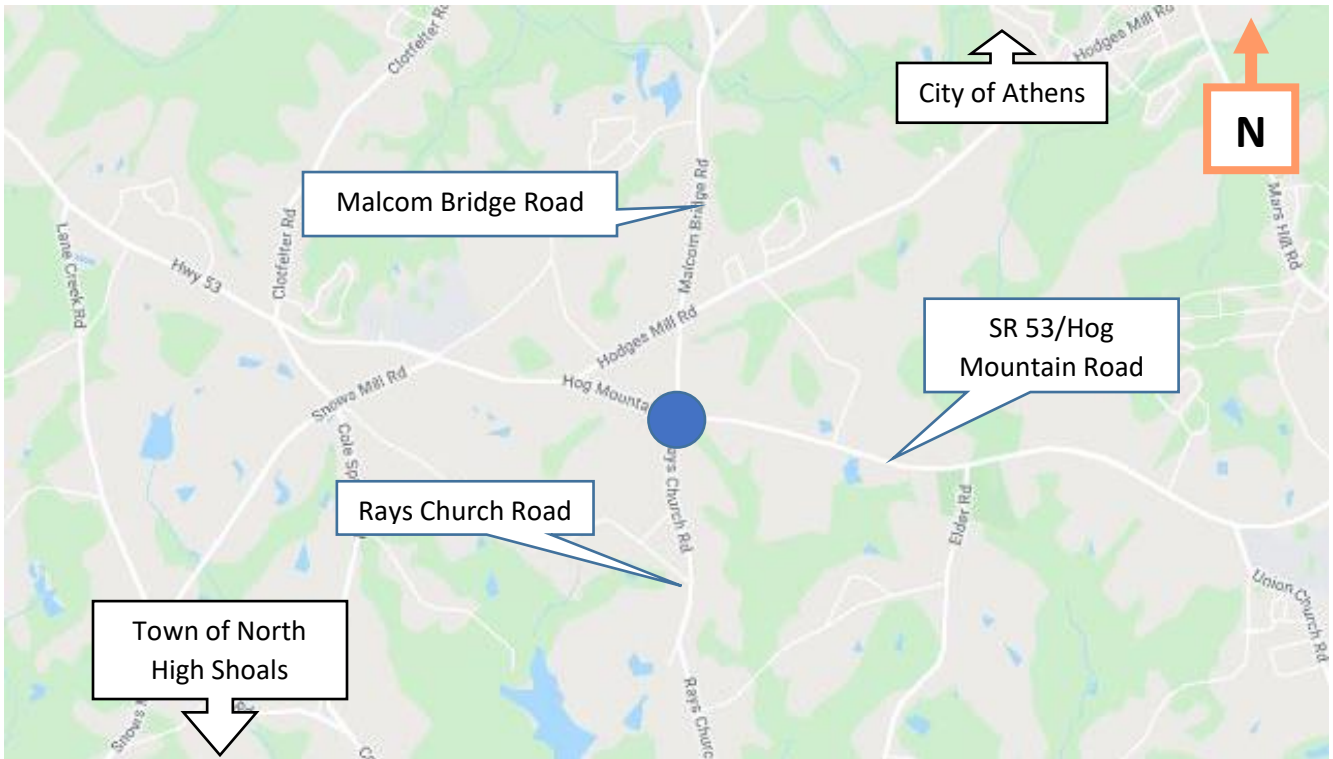 Clotfelter Rd
Hodges Mill Rd
City of Athens
N
Malcom Bridge Road
Malcom Bridge Rd
Mars Hill Rd
Lane Creek Rd
Hwy 53
Clotfelter Rd
SR 53/Hog
Mountain Road
Hodges Mill Rd
Hog Mounta
Snows Mill Rd
Cole Sp
Rays Church Rd
Rays Church Road
Elder Rd
Union Church Rd
Town of North
High Shoals
Snows
Rays Churc